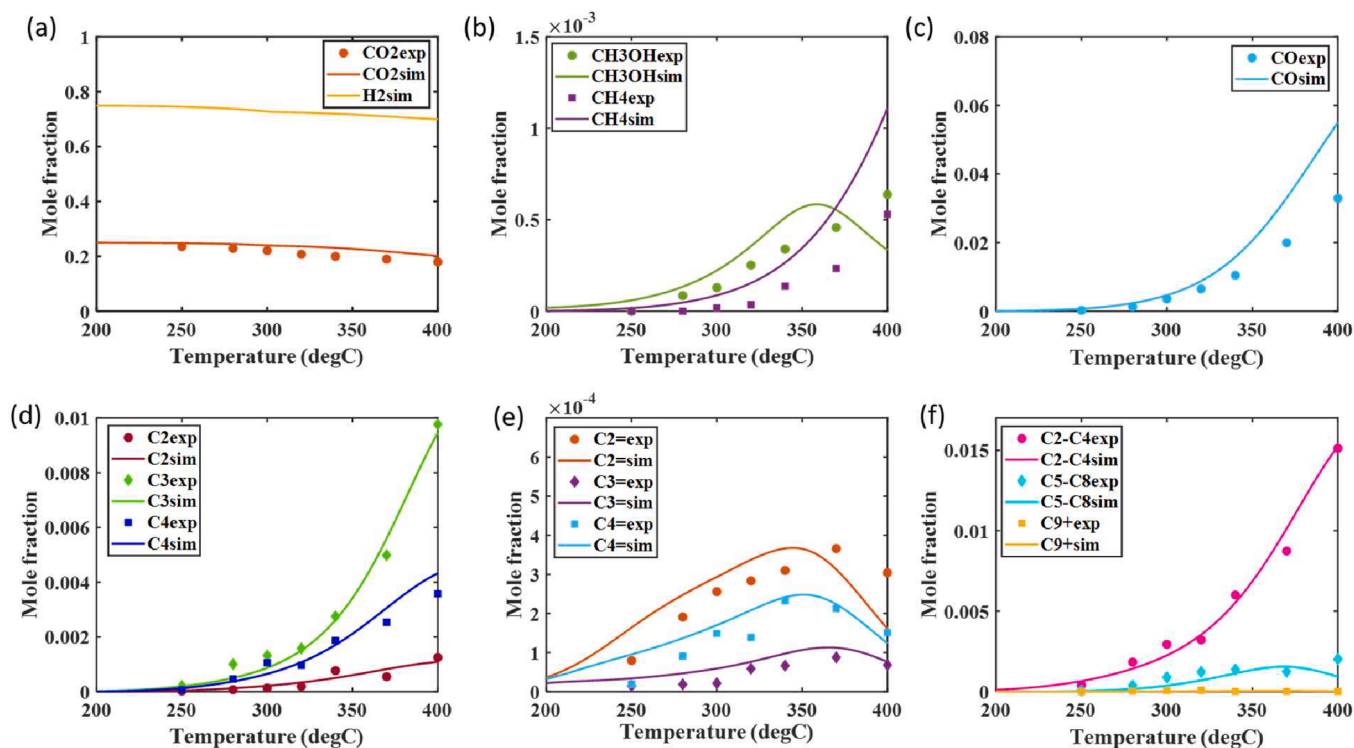 (a)
1
0.8
0.6
0.4
0.2
0
Mole fraction
CO2exp
CO2sim
H2sim
200 250 300 350 400
Temperature (degC)
(b)
×10-3
1.5
1
0.5
0
Mole fraction
CH3OHexp
CH3OHsim
CH4exp
CH4sim
200 250 300 350 400
Temperature (degC)
(c)
0.08
0.06
0.04
0.02
0
Mole fraction
COexp
COsim
200 250 300 350 400
Temperature (degC)
(d)
0.01
0.008
0.006
0.004
0.002
0
Mole fraction
C2exp
C2sim
C3exp
C3sim
C4exp
C4sim
200 250 300 350 400
Temperature (degC)
(e)
×10-4
6
5
4
3
2
1
0
Mole fraction
C2=exp
C2=sim
C3=exp
C3=sim
C4=exp
C4=sim
200 250 300 350 400
Temperature (degC)
(f)
0.015
0.01
0.005
0
Mole fraction
C2-C4exp
C2-C4sim
C5-C8exp
C5-C8sim
C9+exp
C9+sim
200 250 300 350 400
Temperature (degC)